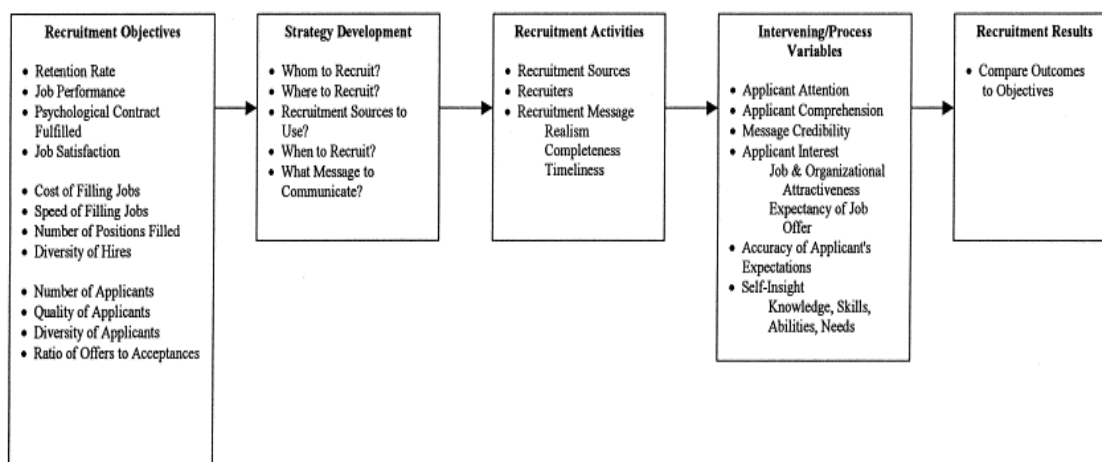 Recruitment Objectives
• Retention Rate
• Job Performance
• Psychological Contract
Fulfilled
• Job Satisfaction
• Cost of Filling Jobs
• Speed of Filling Jobs
• Number of Positions Filled
• Diversity of Hires
• Number of Applicants
• Quality of Applicants
• Diversity of Applicants
• Ratio of Offers to Acceptances
Strategy Development
• Whom to Recruit?
• Where to Recruit?
• Recruitment Sources to
Use?
• When to Recruit?
• What Message to
Communicate?
Recruitment Activities
• Recruitment Sources
• Recruiters
• Recruitment Message
Realism
Completeness
Timeliness
Intervening/Process
Variables
• Applicant Attention
• Applicant Comprehension
• Message Credibility
• Applicant Interest
Job & Organizational
Attractiveness
Expectancy of Job
Offer
• Accuracy of Applicant's
Expectations
• Self-Insight
Knowledge, Skills,
Abilities, Needs
Recruitment Results
• Compare Outcomes
to Objectives